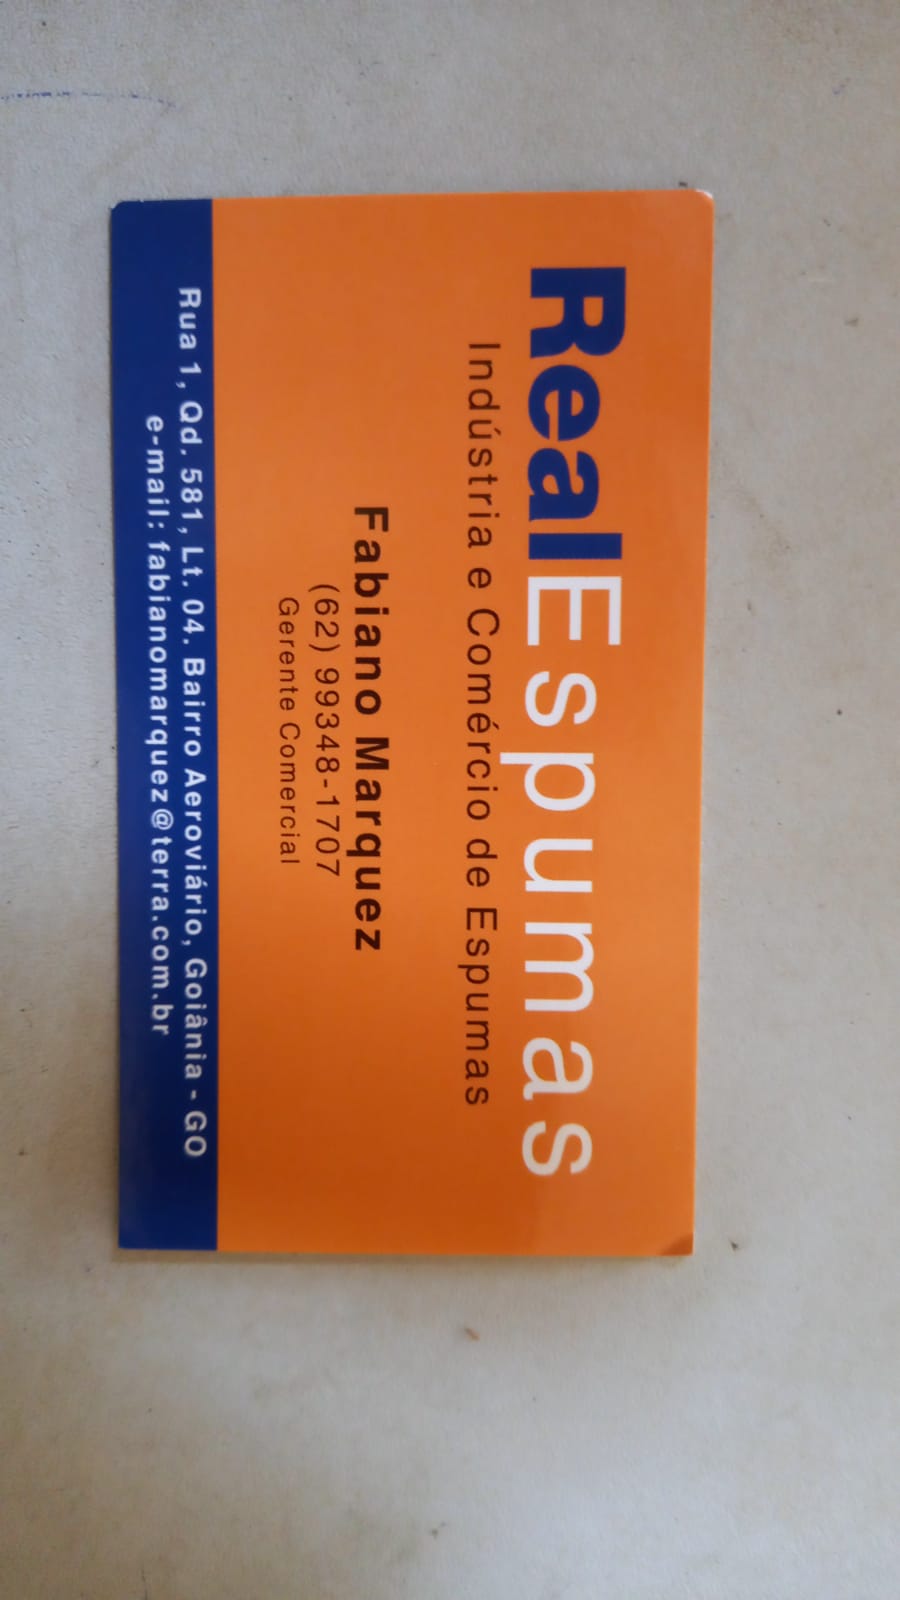 RealEspumas
Indústria e Comércio de Espumas
Fabiano Marquez
(62) 99348-1707
Gerente Comercial
Rua 1, Qd. 581, Lt. 04. Bairro Aeroviário, Goiânia - GO
e-mail: fabianomarquez@terra.com.br